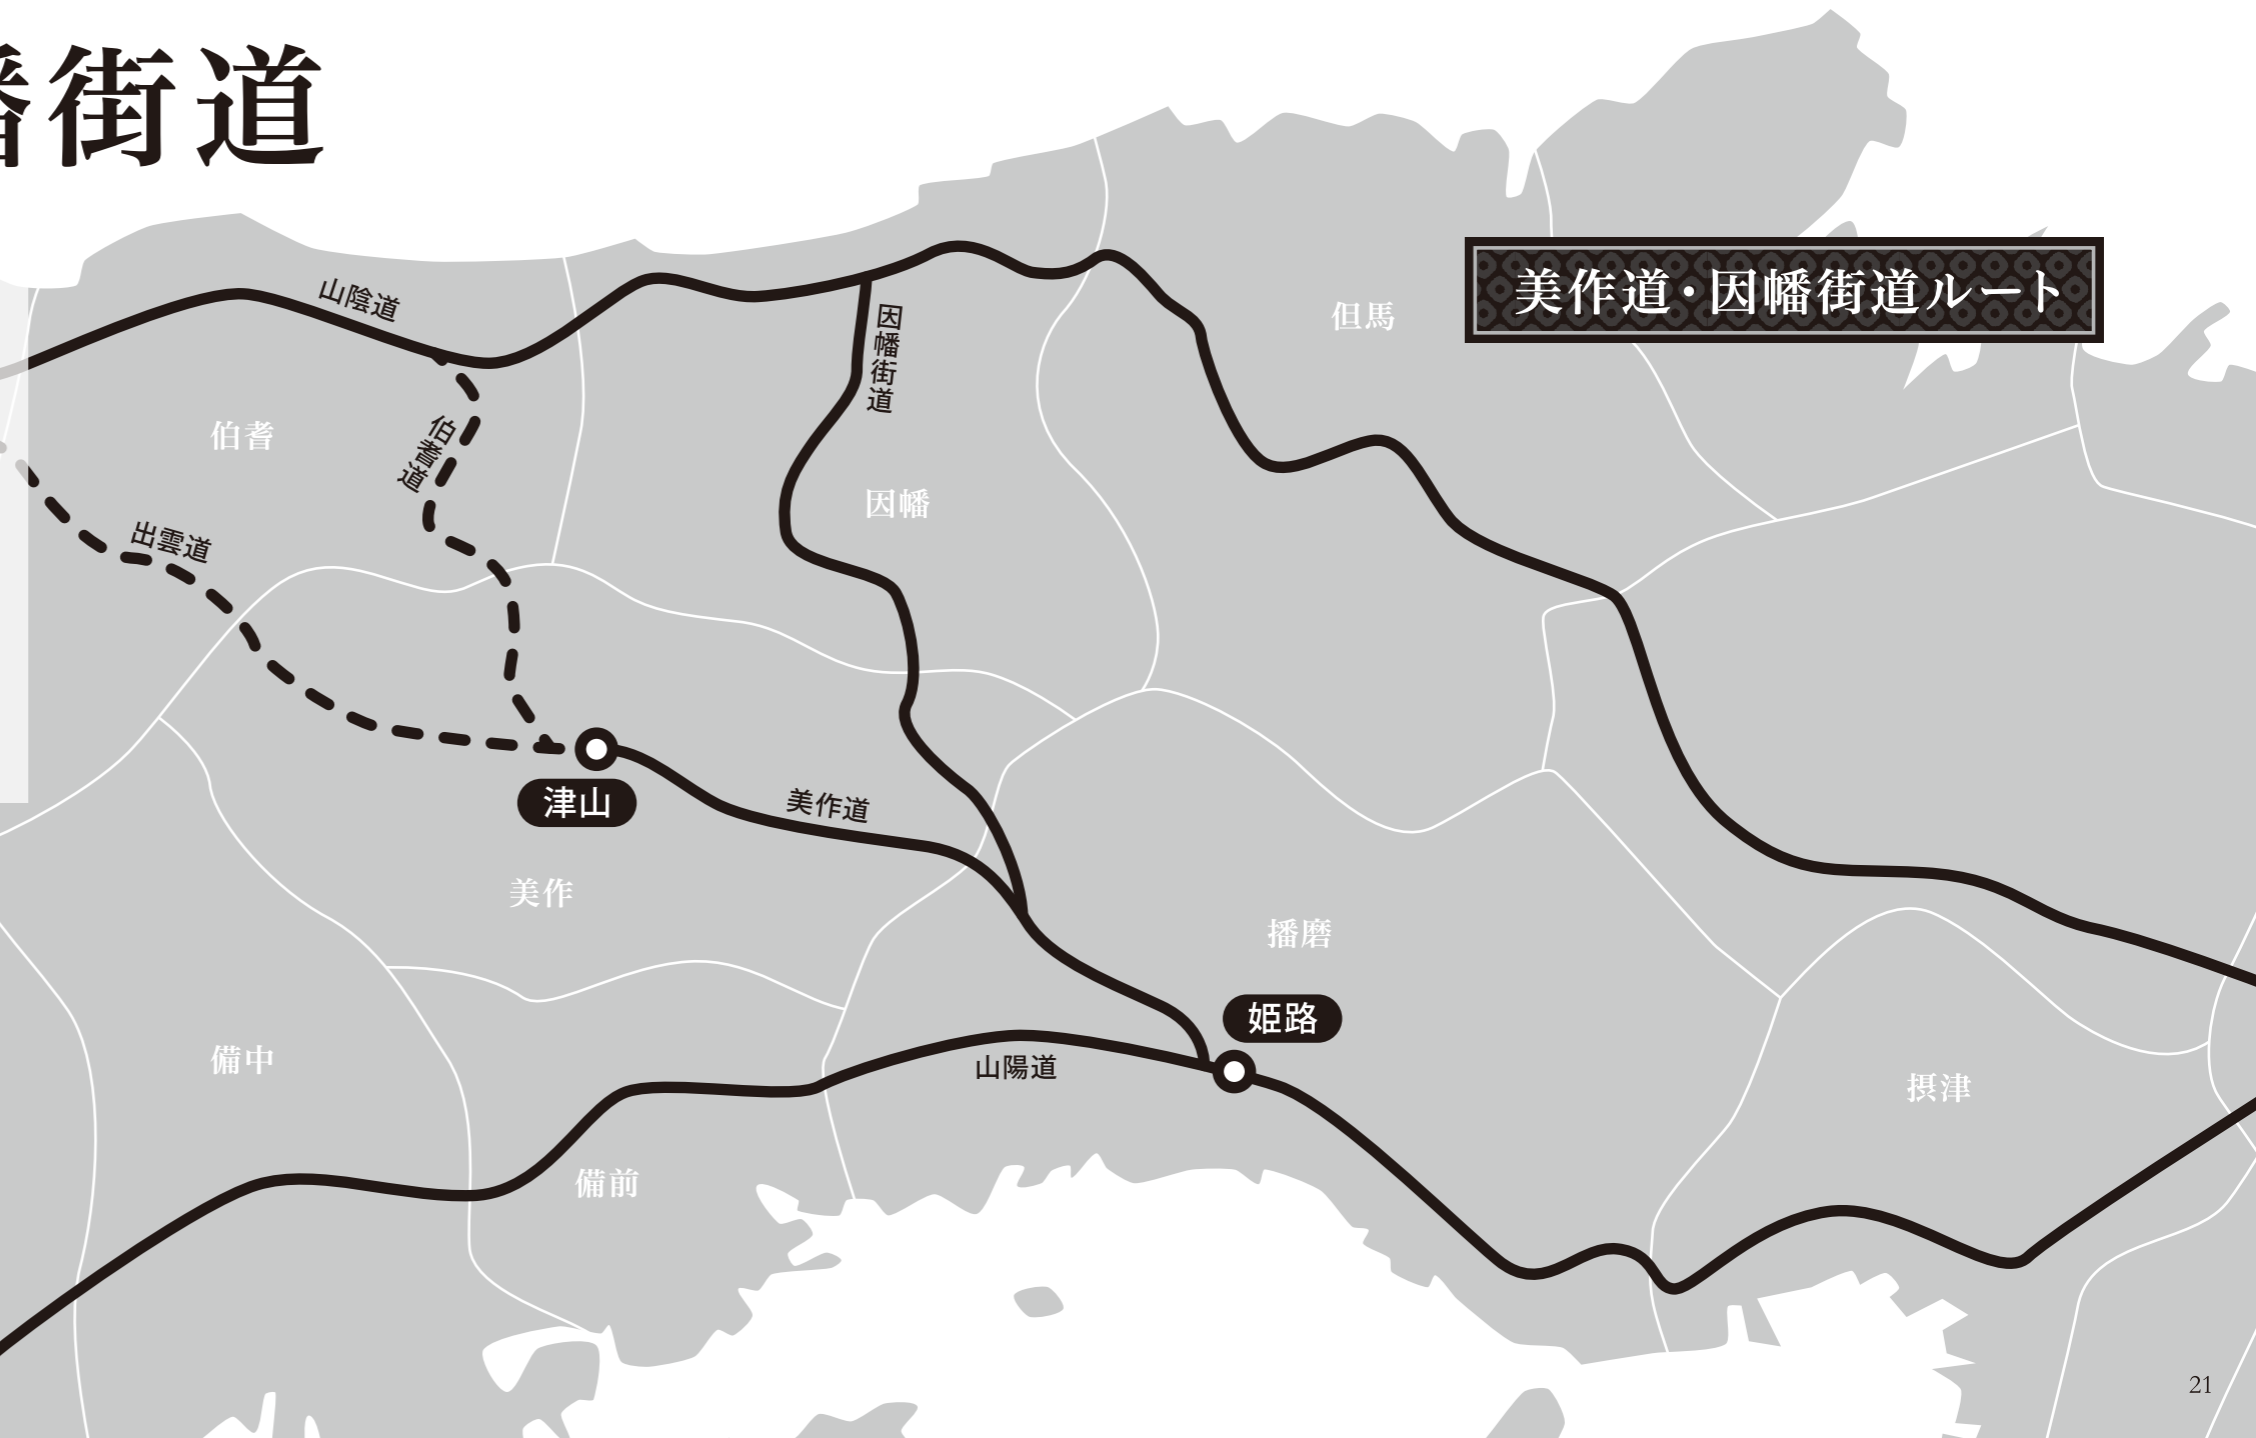 街道
美作道・因幡街道ルート
山陰道
因幡街道
但馬
伯耆
伯耆道
因幡
出雲道
津山
美作道
美作
播磨
姫路
備中
山陽道
摂津
備前
21